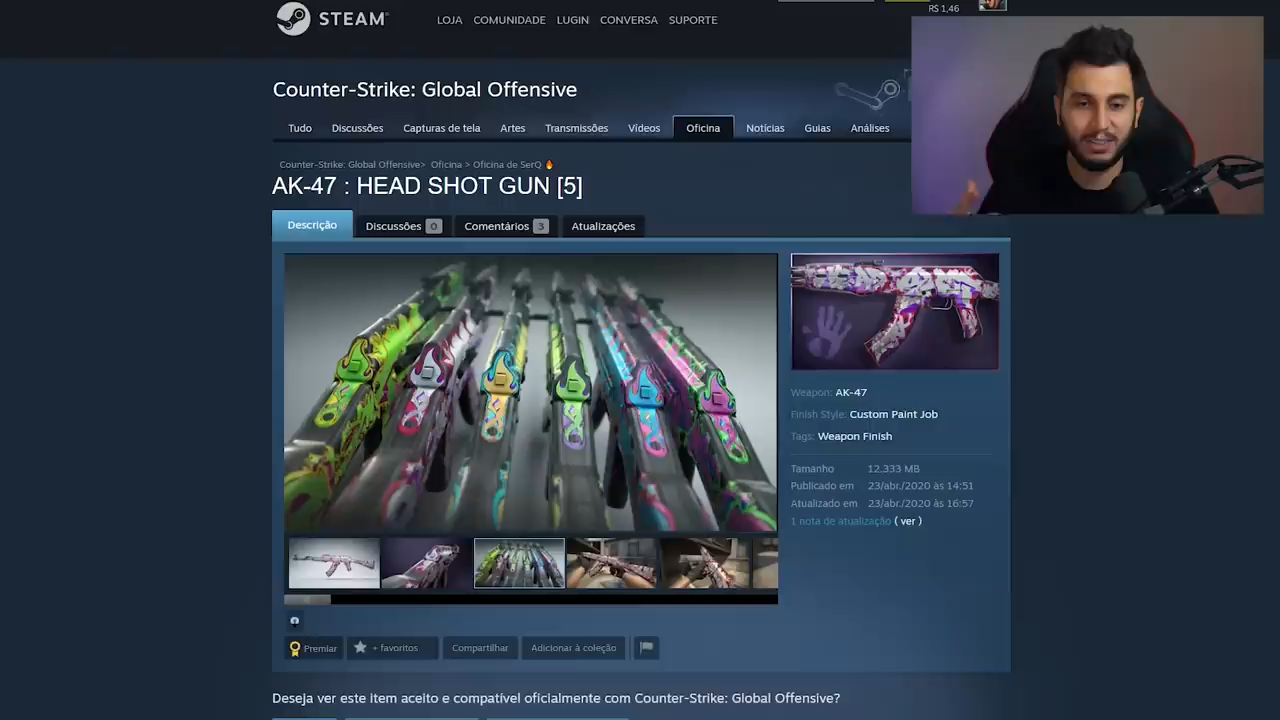 STEAM
LOJA COMUNIDADE LUGIN CONVERSA SUPORTE
R$ 1,46
Counter-Strike: Global Offensive
Tudo Discussões Capturas de tela Artes Transmissões Vídeos Oficina Notícias Guias Análises
Counter-Strike: Global Offensive> Oficina > Oficina de SerQ
AK-47 : HEAD SHOT GUN [5]
Descrição Discussões 0 Comentários 3 Atualizações
Weapon: AK-47
Finish Style: Custom Paint Job
Tags: Weapon Finish
Tamanho 12.333 MB
Publicado em 23/abr./2020 às 14:51
Atualizado em 23/abr./2020 às 16:57
1 nota de atualização ( ver )
Premiar + favoritos Compartilhar Adicionar à coleção
Deseja ver este item aceito e compatível oficialmente com Counter-Strike: Global Offensive?